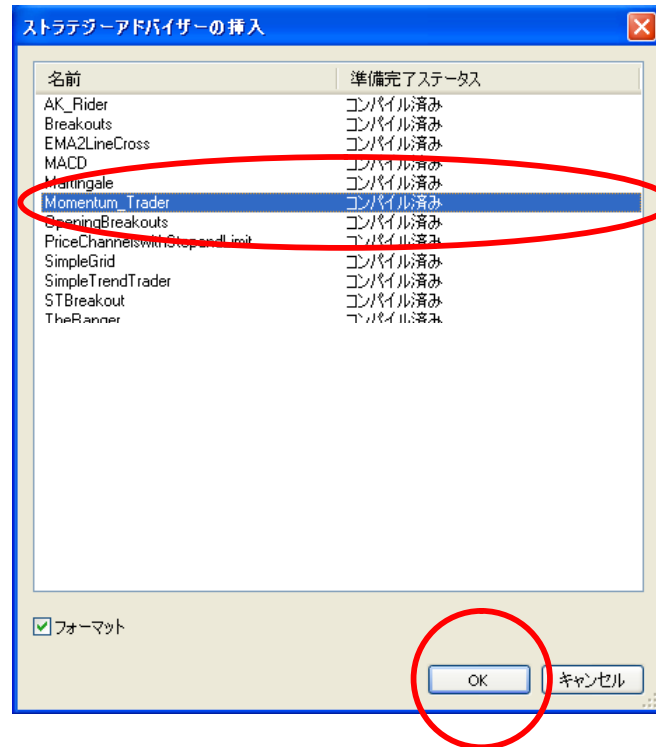 ストラテジーアドバイザーの挿入
名前 準備完了ステータス
AK_Rider コンパイル済み
Breakouts コンパイル済み
EMA2LineCross コンパイル済み
MACD コンパイル済み
Martingale コンパイル済み
Momentum_Trader コンパイル済み
OpeningBreakouts コンパイル済み
PriceChannelswithStopandLimit コンパイル済み
SimpleGrid コンパイル済み
SimpleTrendTrader コンパイル済み
STBreakout コンパイル済み
TheRanger コンパイル済み
フォーマット
OK キャンセル